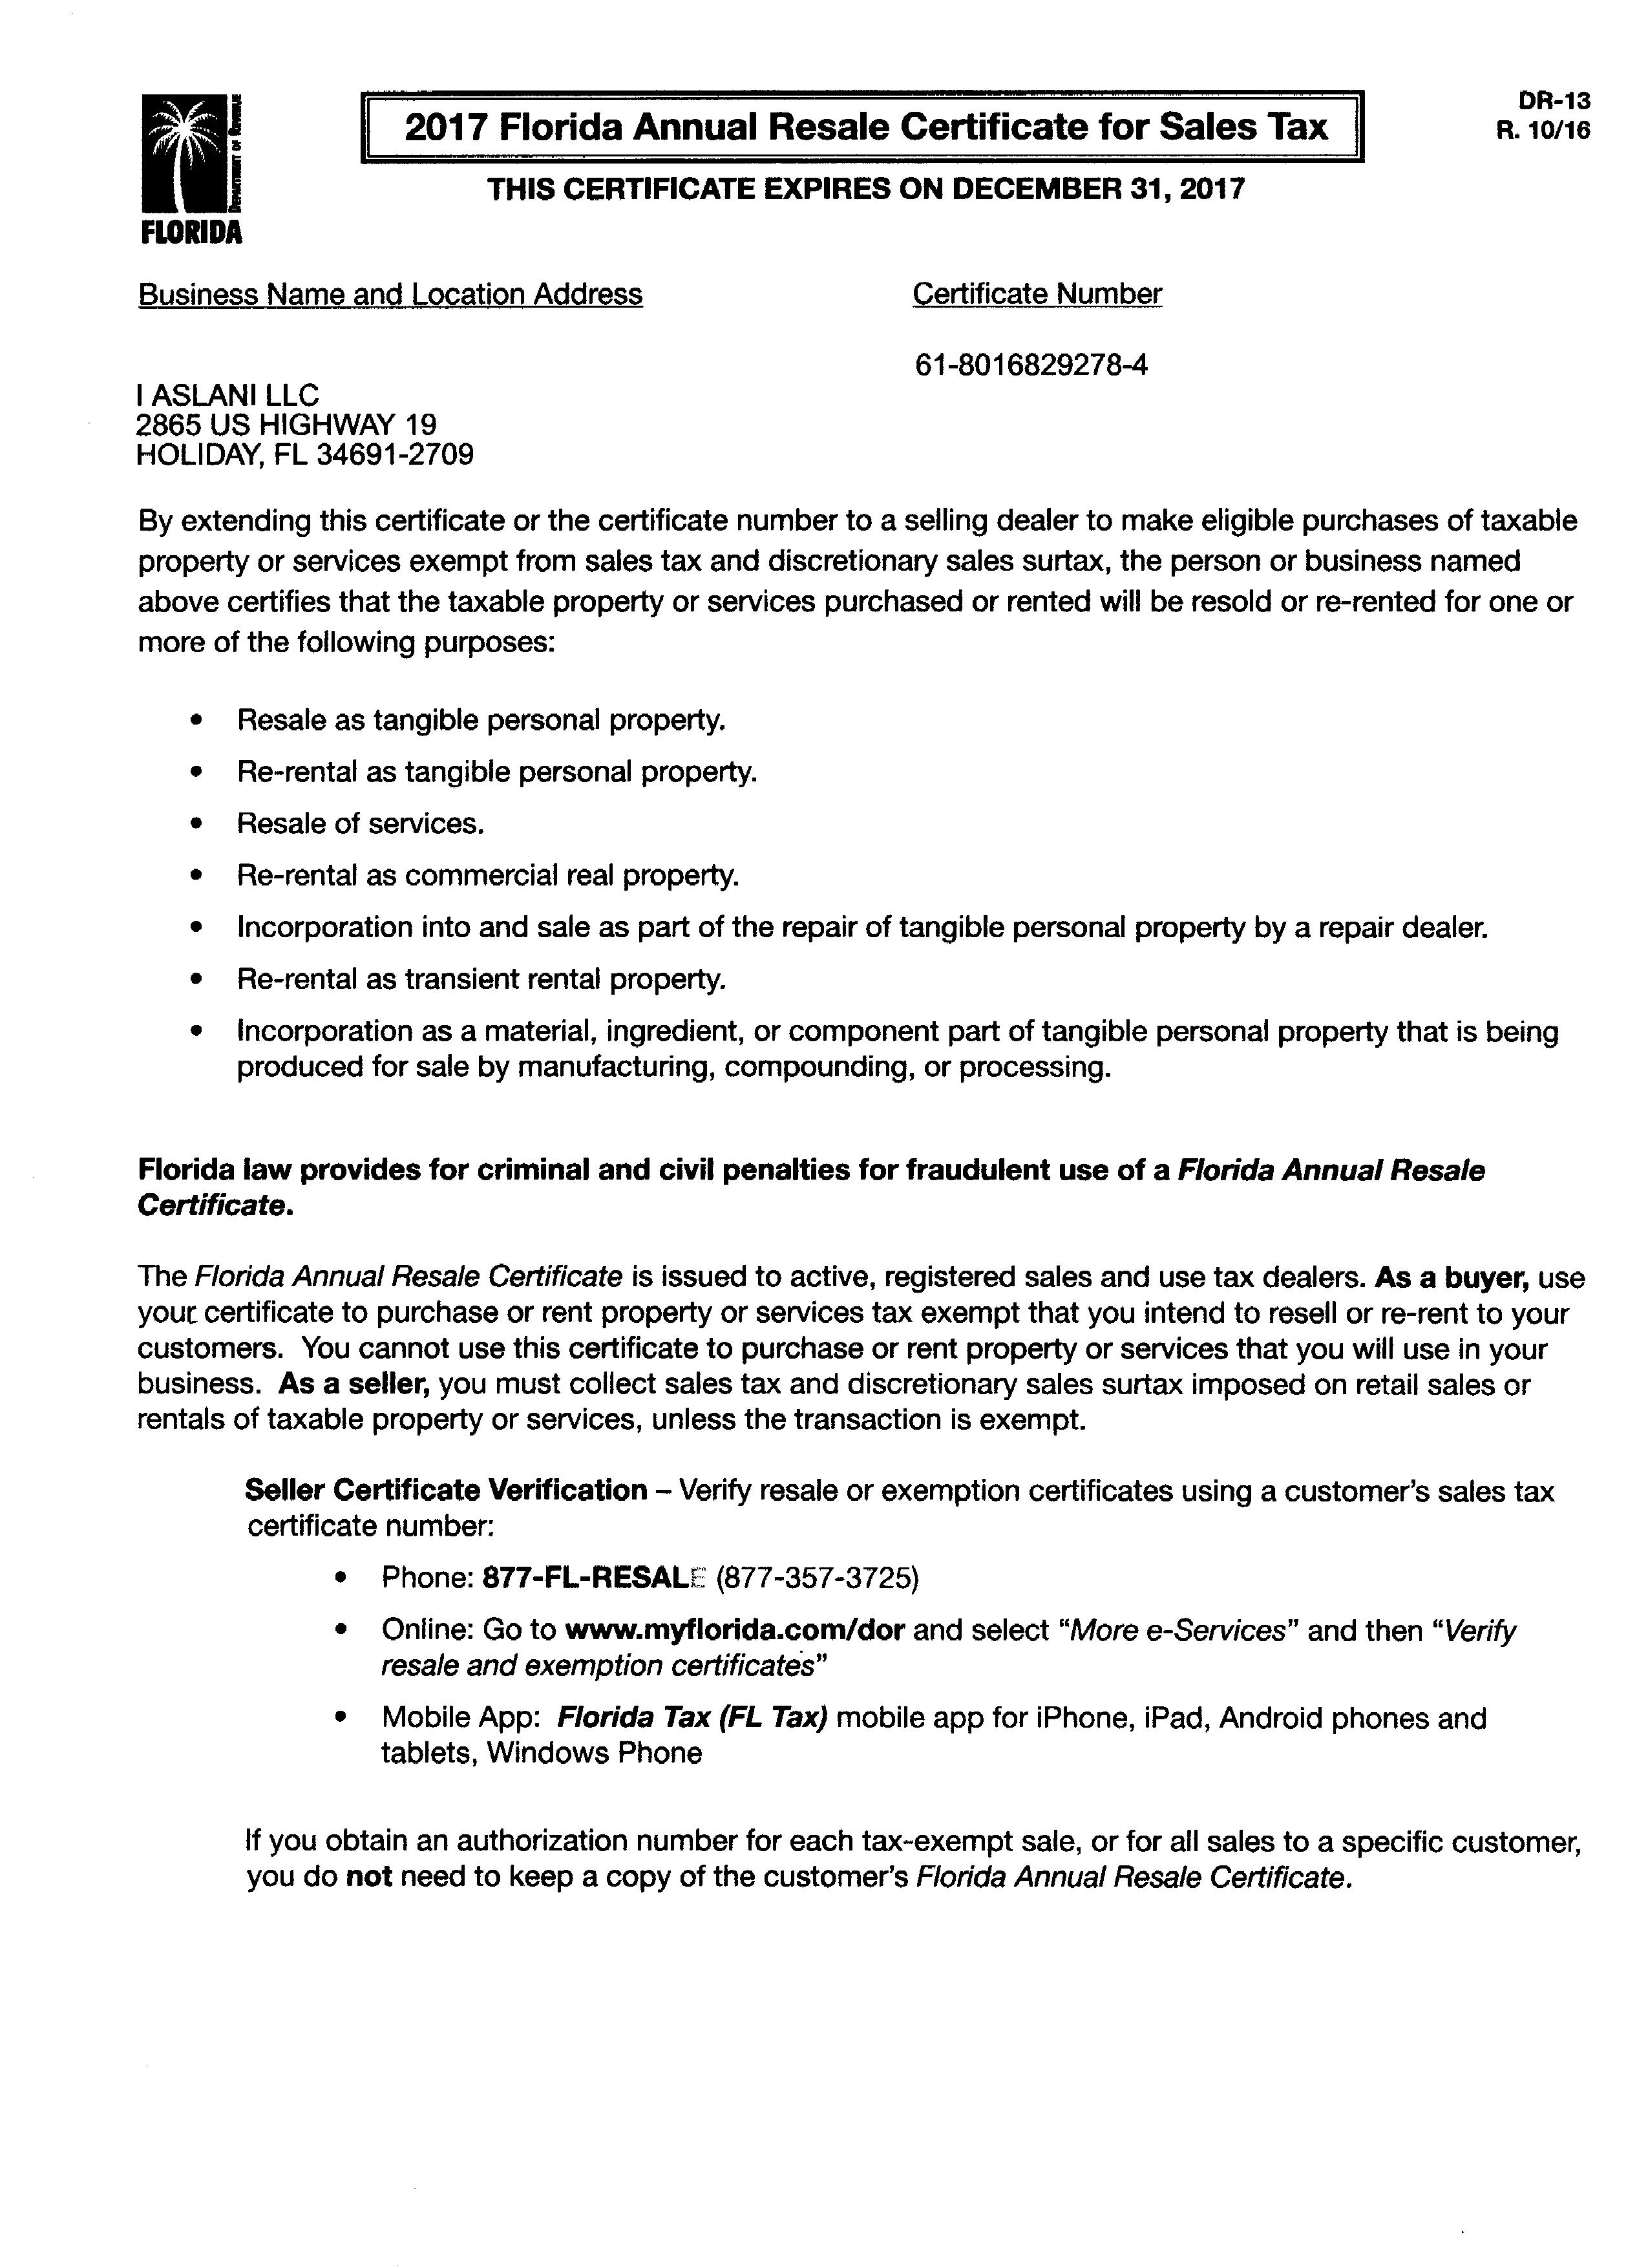 DR-13
R. 10/16
2017 Florida Annual Resale Certificate for Sales Tax
THIS CERTIFICATE EXPIRES ON DECEMBER 31, 2017
DEPARTMENT OF REVENUE
FLORIDA
Business Name and Location Address
Certificate Number
61-8016829278-4
I ASLANI LLC
2865 US HIGHWAY 19
HOLIDAY, FL 34691-2709
By extending this certificate or the certificate number to a selling dealer to make eligible purchases of taxable
property or services exempt from sales tax and discretionary sales surtax, the person or business named
above certifies that the taxable property or services purchased or rented will be resold or re-rented for one or
more of the following purposes:
• Resale as tangible personal property.
• Re-rental as tangible personal property.
• Resale of services.
• Re-rental as commercial real property.
• Incorporation into and sale as part of the repair of tangible personal property by a repair dealer.
• Re-rental as transient rental property.
• Incorporation as a material, ingredient, or component part of tangible personal property that is being
produced for sale by manufacturing, compounding, or processing.
Florida law provides for criminal and civil penalties for fraudulent use of a Florida Annual Resale
Certificate.
The Florida Annual Resale Certificate is issued to active, registered sales and use tax dealers. As a buyer, use
your certificate to purchase or rent property or services tax exempt that you intend to resell or re-rent to your
customers. You cannot use this certificate to purchase or rent property or services that you will use in your
business. As a seller, you must collect sales tax and discretionary sales surtax imposed on retail sales or
rentals of taxable property or services, unless the transaction is exempt.
Seller Certificate Verification – Verify resale or exemption certificates using a customer's sales tax
certificate number:
• Phone: 877-FL-RESALE (877-357-3725)
• Online: Go to www.myflorida.com/dor and select "More e-Services" and then "Verify
resale and exemption certificates"
• Mobile App: Florida Tax (FL Tax) mobile app for iPhone, iPad, Android phones and
tablets, Windows Phone
If you obtain an authorization number for each tax-exempt sale, or for all sales to a specific customer,
you do not need to keep a copy of the customer's Florida Annual Resale Certificate.